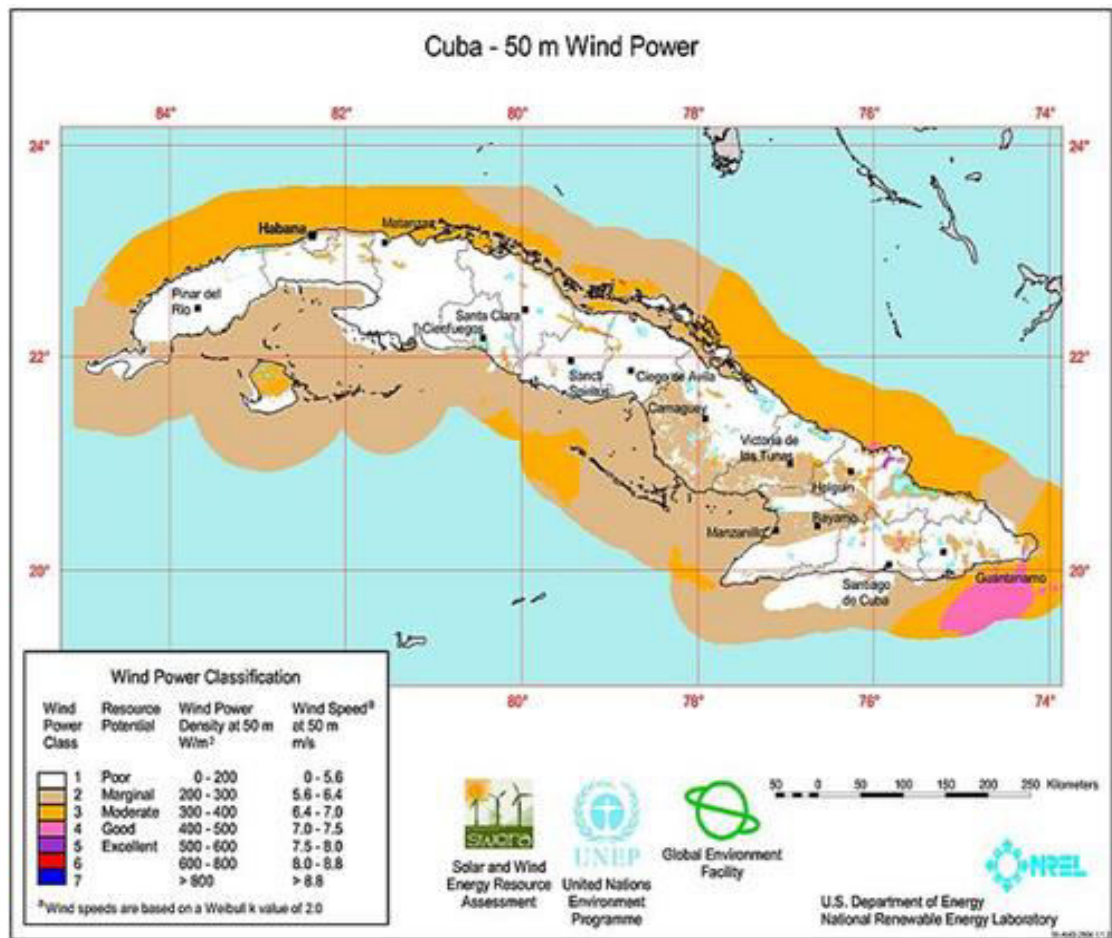 Cuba - 50 m Wind Power
84° 82° 80° 78° 76° 74°
24° 24°
Habana
Matanzas
Pinar del
Rio
Santa Clara
Cienfuegos
22° 22°
Sancti
Spiritus
Ciego de Avila
Camaguey
Victoria de
las Tunas
Holguin
Bayamo
Manzanillo
20° 20°
Guantanamo
Santiago
de Cuba
80° 78° 76° 74°
Wind Power Classification
Wind Resource Wind Power Wind Speedª
Power Potential Density at 50 m at 50 m
Class W/m² m/s
1 Poor 0 - 200 0 - 5.6
2 Marginal 200 - 300 5.6 - 6.4
3 Moderate 300 - 400 6.4 - 7.0
4 Good 400 - 500 7.0 - 7.5
5 Excellent 500 - 600 7.5 - 8.0
6 600 - 800 8.0 - 8.8
7 > 800 > 8.8
ªWind speeds are based on a Weibull k value of 2.0
swera
Solar and Wind
Energy Resource
Assessment
UNEP
United Nations
Environment
Programme
Global Environment
Facility
50 0 50 100 150 200 250 Kilometers
NREL
U.S. Department of Energy
National Renewable Energy Laboratory